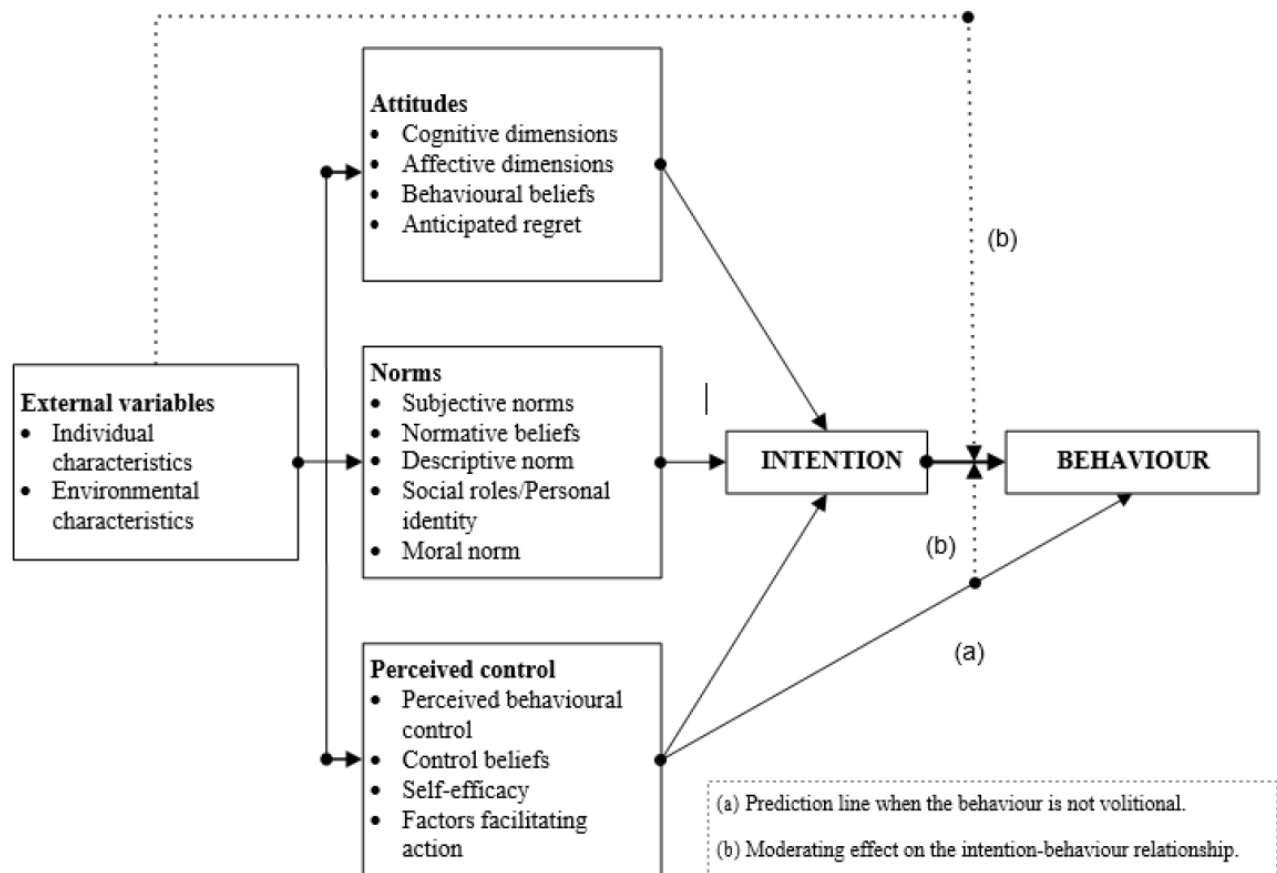 Attitudes
• Cognitive dimensions
• Affective dimensions
• Behavioural beliefs
• Anticipated regret
(b)
External variables
• Individual
characteristics
• Environmental
characteristics
Norms
• Subjective norms
• Normative beliefs
• Descriptive norm
• Social roles/Personal
identity
• Moral norm
INTENTION
BEHAVIOUR
(b)
(a)
Perceived control
• Perceived behavioural
control
• Control beliefs
• Self-efficacy
• Factors facilitating
action
(a) Prediction line when the behaviour is not volitional.
(b) Moderating effect on the intention-behaviour relationship.